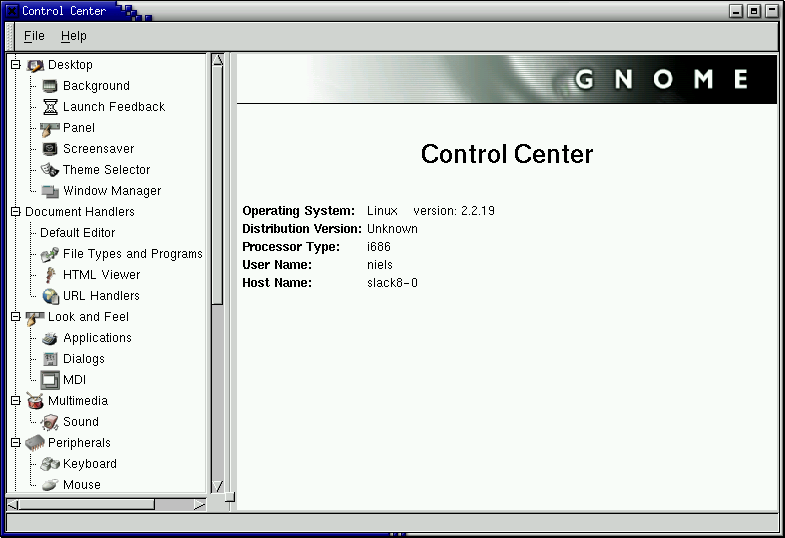 Control Center
File Help
Desktop
Background
Launch Feedback
Panel
Screensaver
Theme Selector
Window Manager
Document Handlers
Default Editor
File Types and Programs
HTML Viewer
URL Handlers
Look and Feel
Applications
Dialogs
MDI
Multimedia
Sound
Peripherals
Keyboard
Mouse
GNOME
Control Center
Operating System: Linux version: 2.2.19
Distribution Version: Unknown
Processor Type: i686
User Name: niels
Host Name: slack8-0